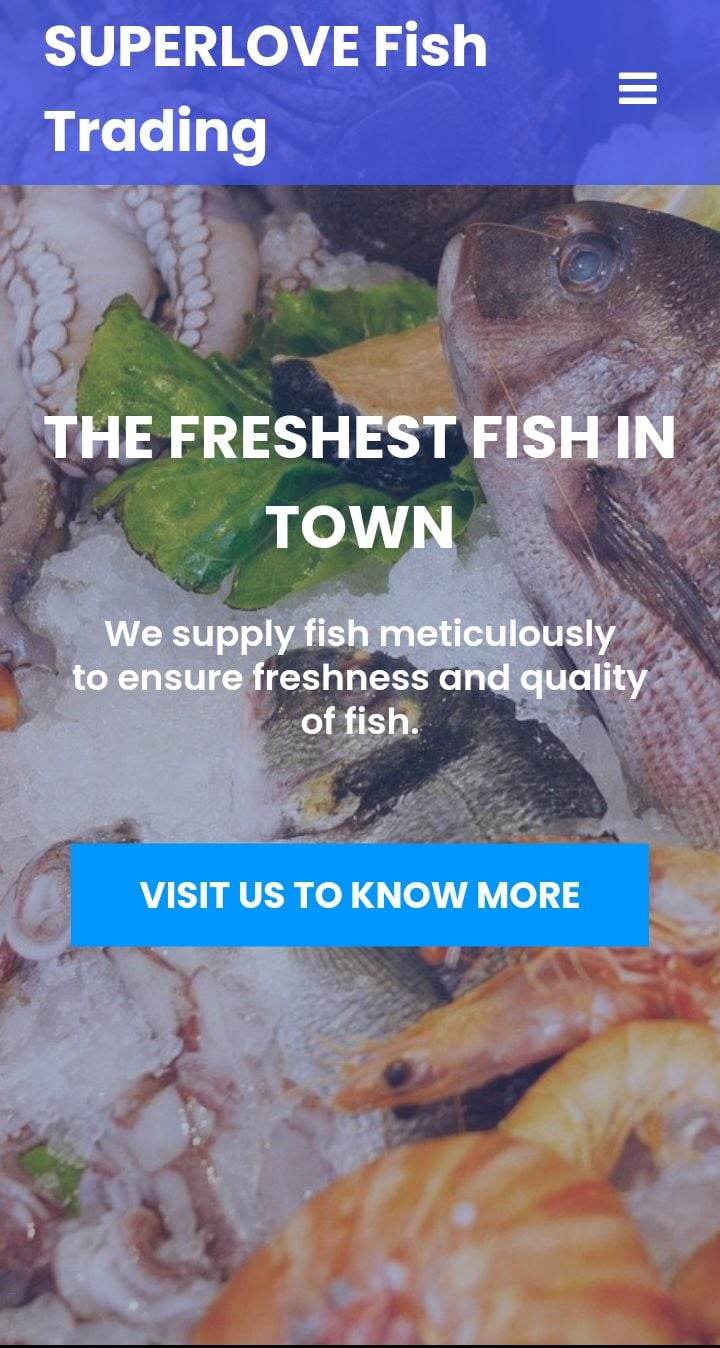 SUPERLOVE Fish
Trading
THE FRESHEST FISH IN
TOWN
We supply fish meticulously
to ensure freshness and quality
of fish.
VISIT US TO KNOW MORE